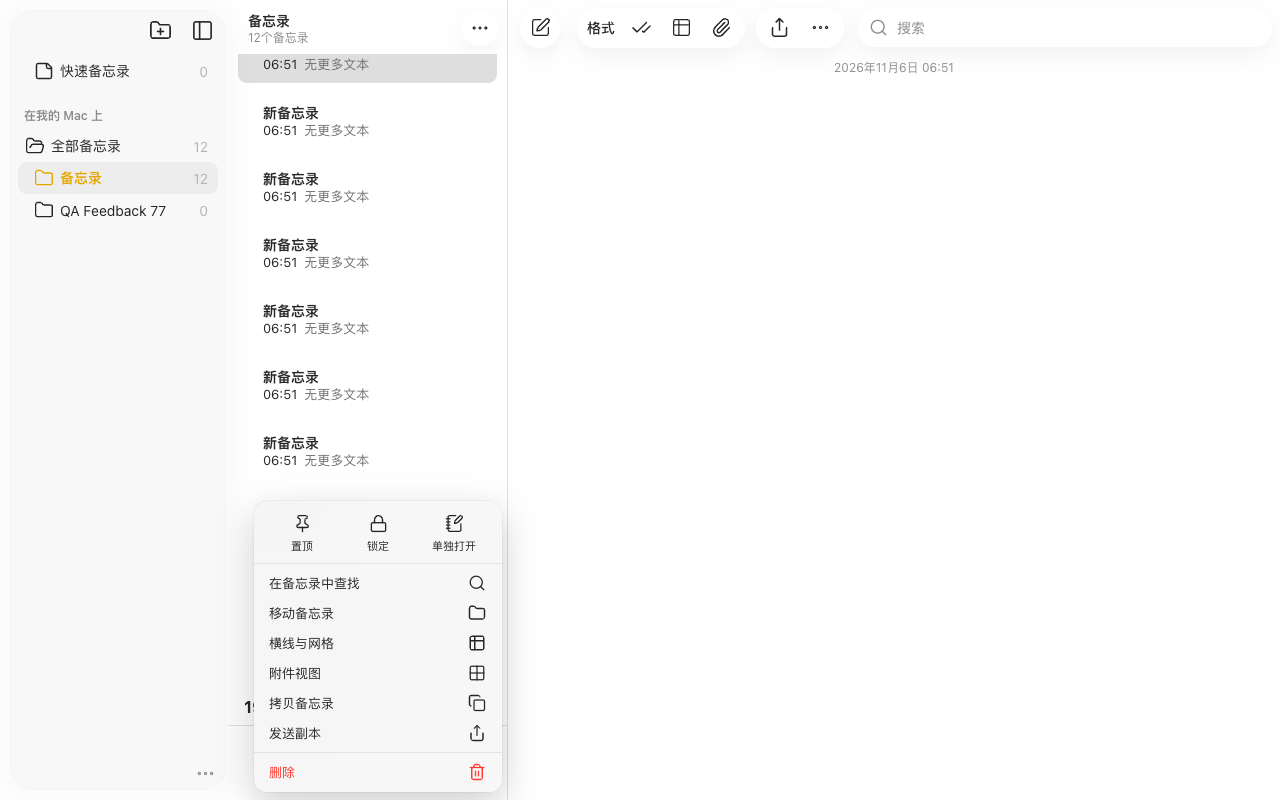 快速备忘录 0
在我的 Mac 上
全部备忘录 12
备忘录 12
QA Feedback 77 0
备忘录
12个备忘录
06:51 无更多文本
新备忘录
06:51 无更多文本
新备忘录
06:51 无更多文本
新备忘录
06:51 无更多文本
新备忘录
06:51 无更多文本
新备忘录
06:51 无更多文本
新备忘录
06:51 无更多文本
置顶 锁定 单独打开
在备忘录中查找
移动备忘录
横线与网格
附件视图
拷贝备忘录
发送副本
删除
格式
搜索
2026年11月6日 06:51